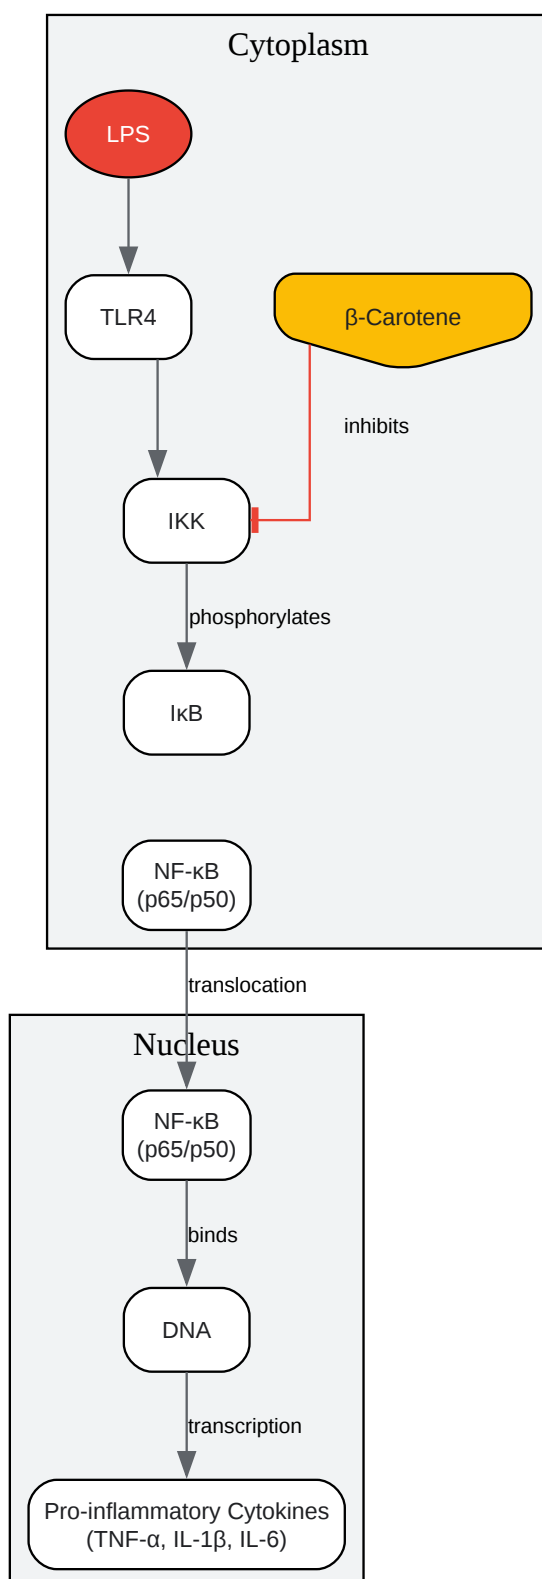 Cytoplasm
LPS
TLR4
β-Carotene
inhibits
IKK
phosphorylates
IκB
NF-κB
(p65/p50)
translocation
Nucleus
NF-κB
(p65/p50)
binds
DNA
transcription
Pro-inflammatory Cytokines
(TNF-α, IL-1β, IL-6)